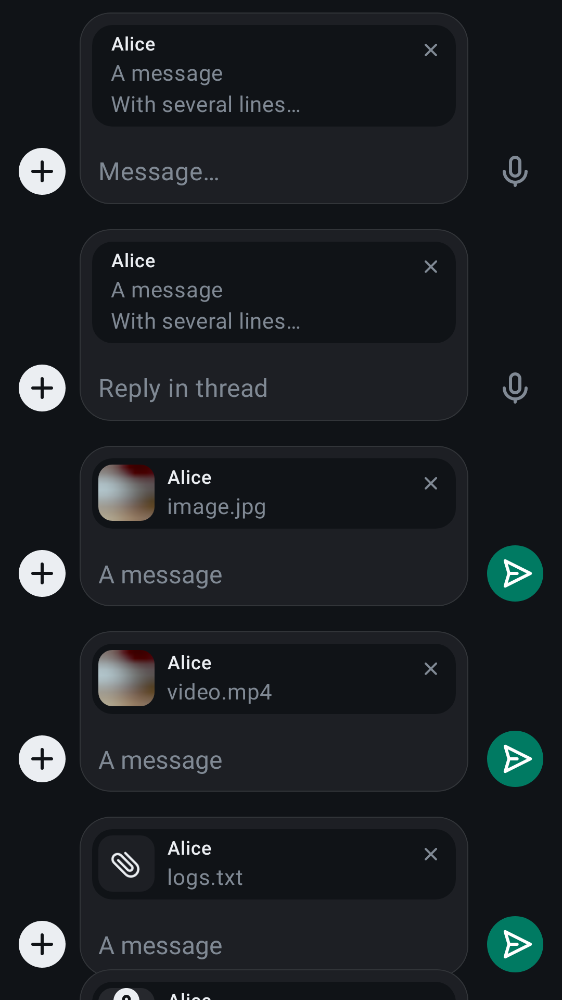 Alice
A message
With several lines…
Message…
Alice
A message
With several lines…
Reply in thread
Alice
image.jpg
A message
Alice
video.mp4
A message
Alice
logs.txt
A message
Alice